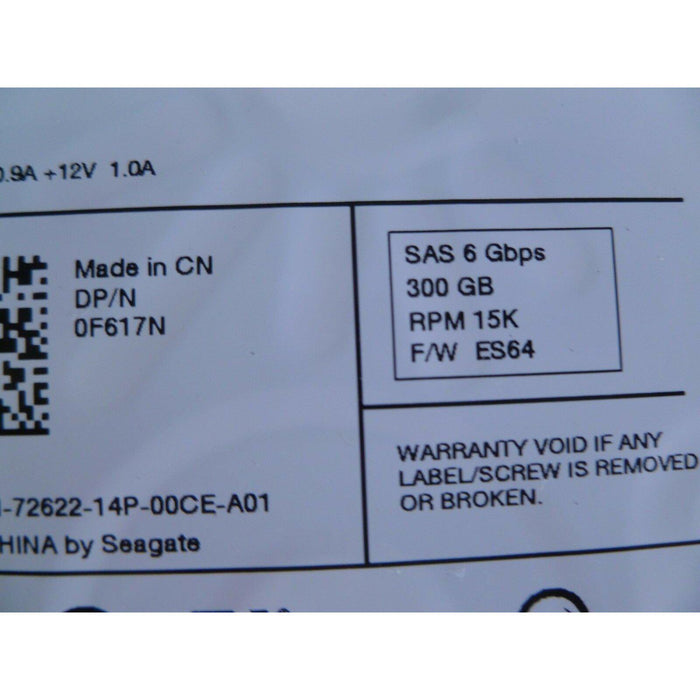 0.9A +12V 1.0A
Made in CN
DP/N
0F617N
SAS 6 Gbps
300 GB
RPM 15K
F/W ES64
-72622-14P-00CE-A01
HINA by Seagate
WARRANTY VOID IF ANY
LABEL/SCREW IS REMOVED
OR BROKEN.